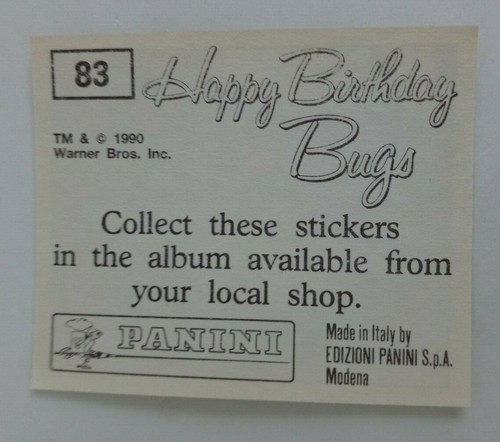 83
Happy Birthday
Bugs
TM & © 1990
Warner Bros. Inc.
Collect these stickers
in the album available from
your local shop.
PANINI
Made in Italy by
EDIZIONI PANINI S.p.A.
Modena